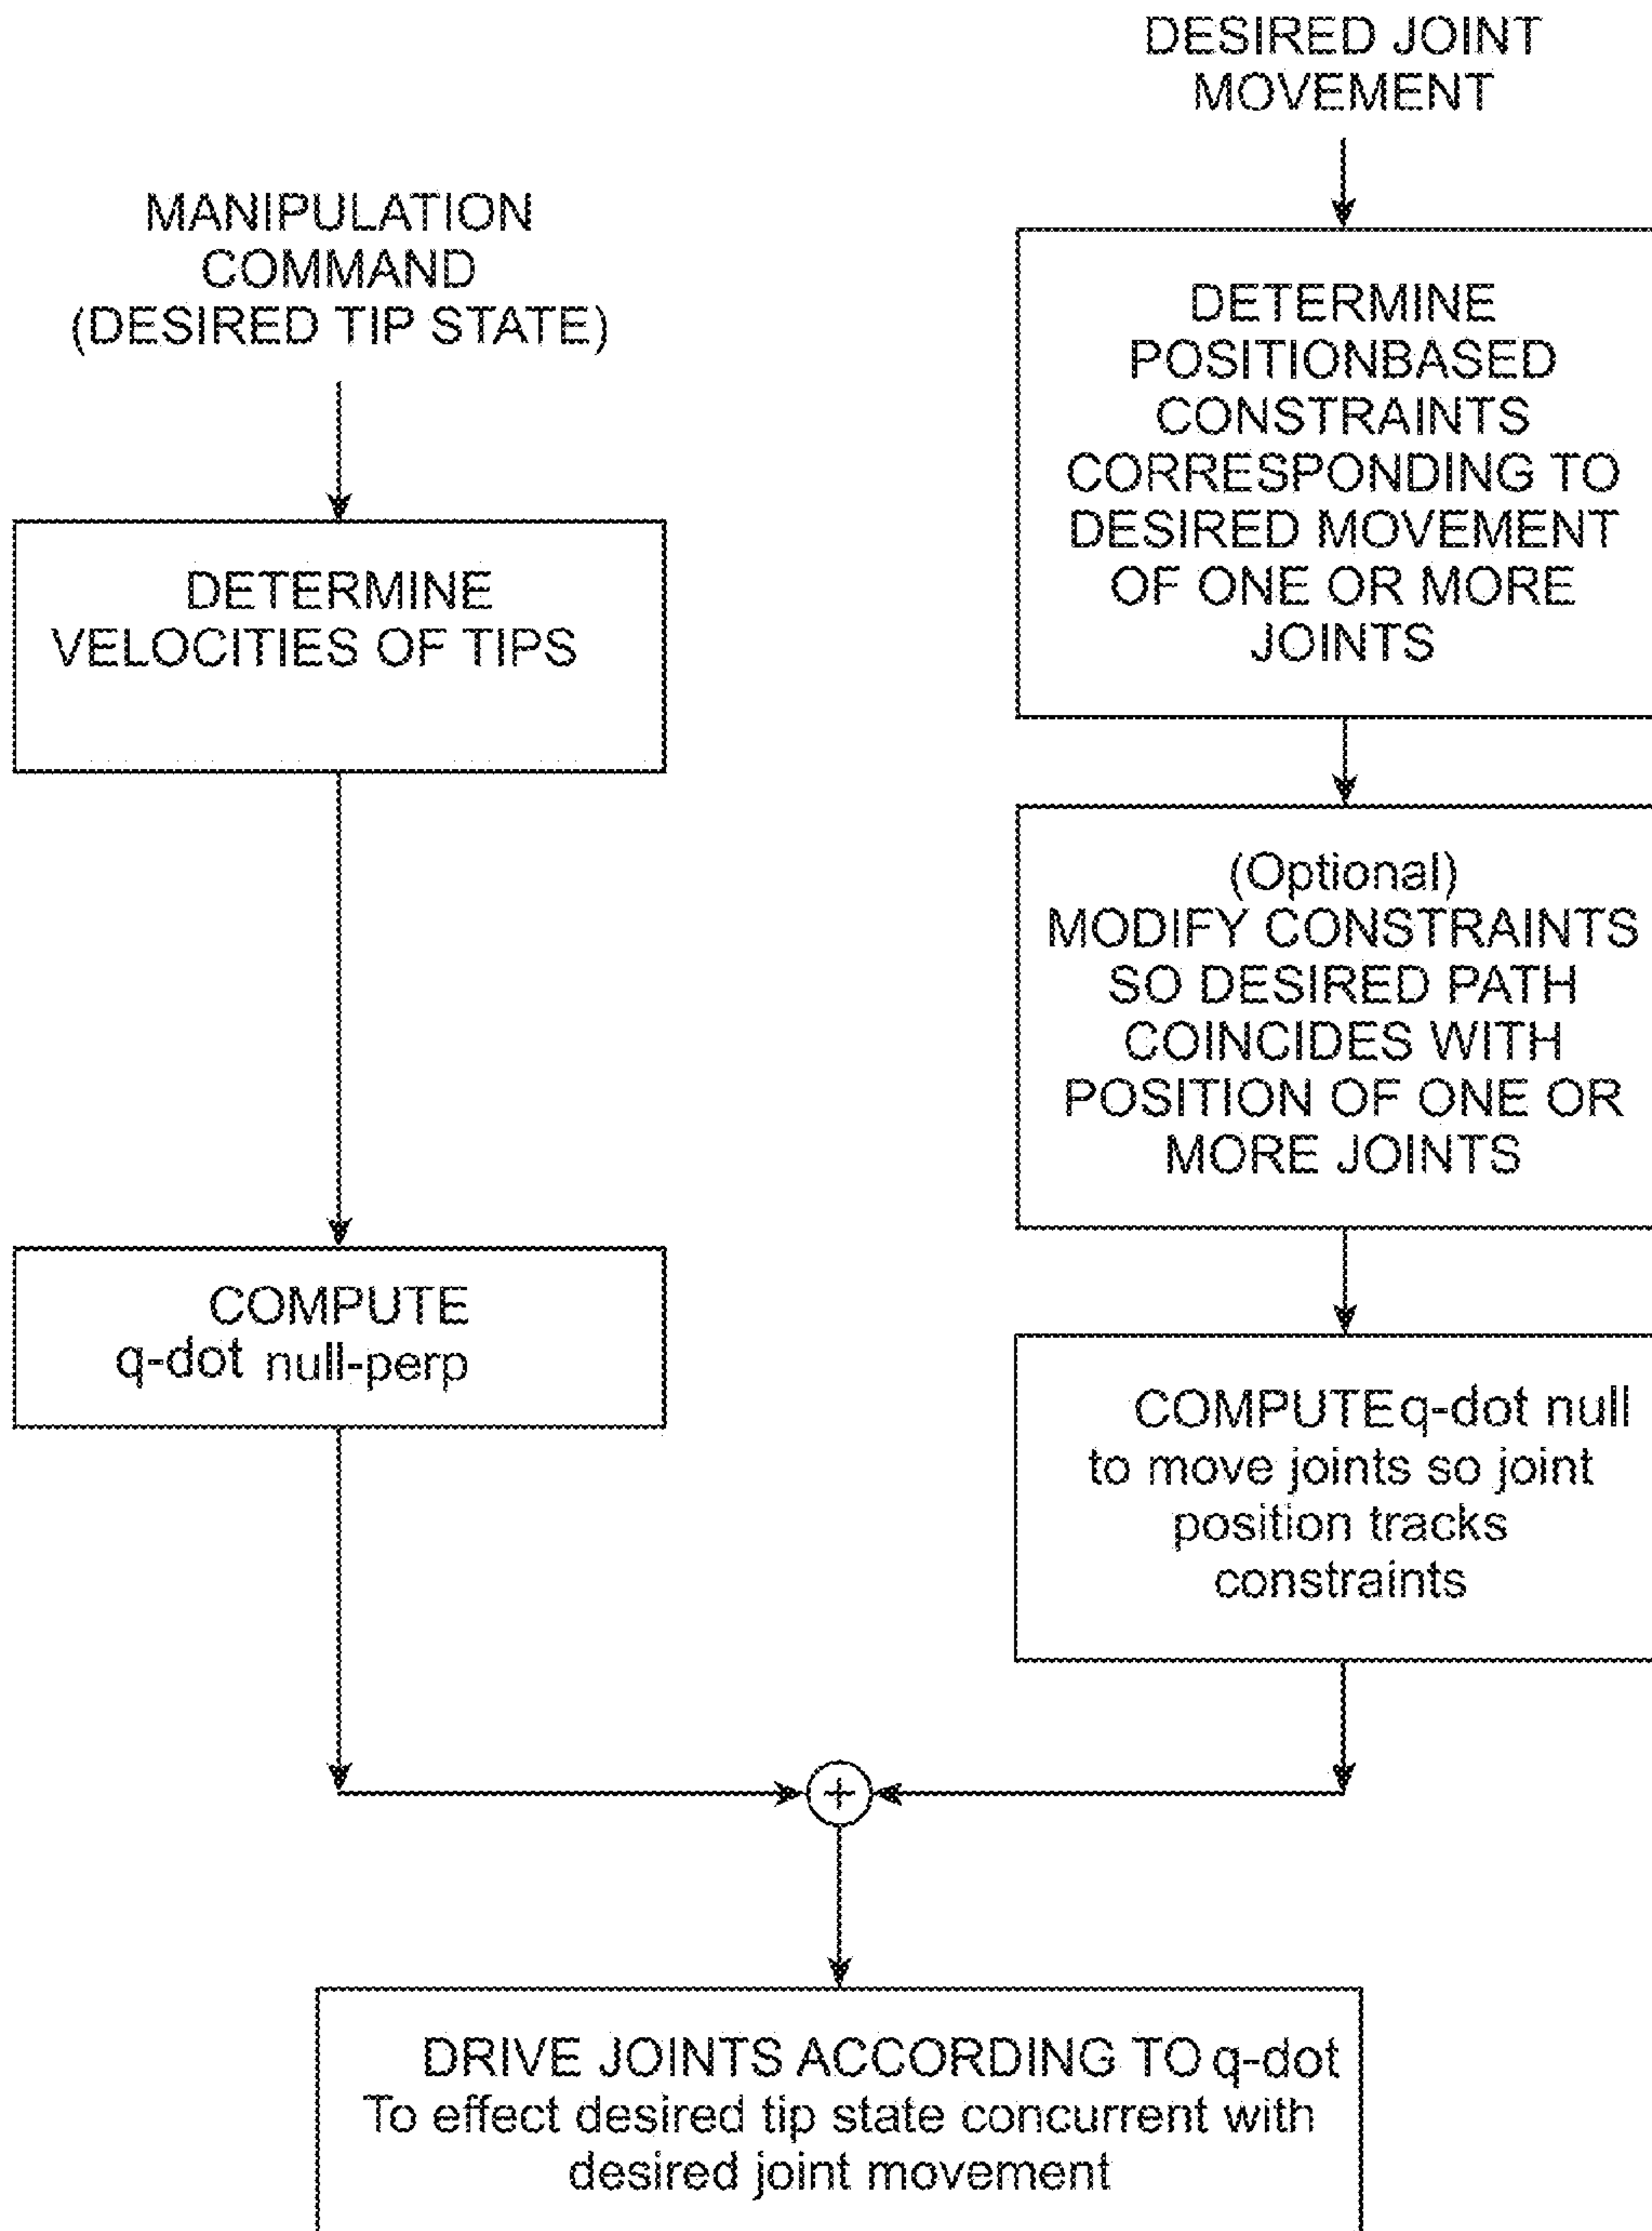 MANIPULATION
COMMAND
(DESIRED TIP STATE)
DETERMINE
VELOCITIES OF TIPS
COMPUTE
q-dot null-perp
DESIRED JOINT
MOVEMENT
DETERMINE
POSITIONBASED
CONSTRAINTS
CORRESPONDING TO
DESIRED MOVEMENT
OF ONE OR MORE
JOINTS
(Optional)
MODIFY CONSTRAINTS
SO DESIRED PATH
COINCIDES WITH
POSITION OF ONE OR
MORE JOINTS
COMPUTE q-dot null
to move joints so joint
position tracks
constraints
+
DRIVE JOINTS ACCORDING TO q-dot
To effect desired tip state concurrent with
desired joint movement